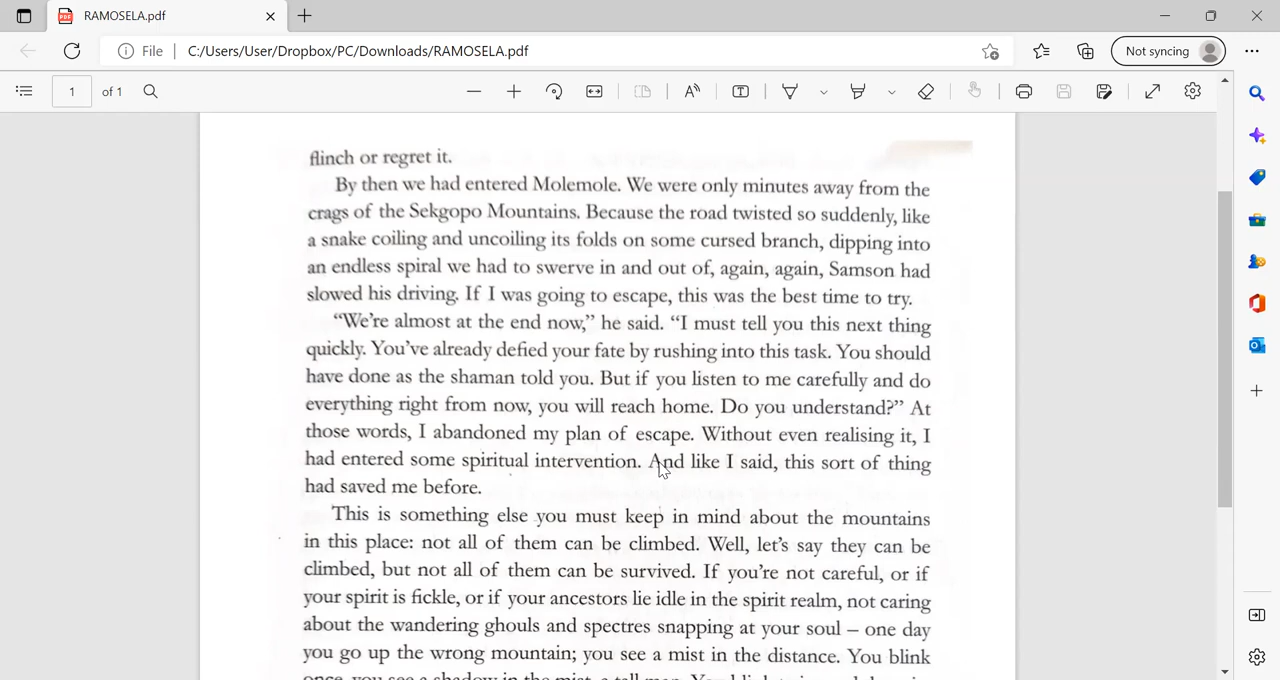 RAMOSELA.pdf
File
C:/Users/User/Dropbox/PC/Downloads/RAMOSELA.pdf
Not syncing
1 of 1
flinch or regret it.
By then we had entered Molemole. We were only minutes away from the
crags of the Sekgopo Mountains. Because the road twisted so suddenly, like
a snake coiling and uncoiling its folds on some cursed branch, dipping into
an endless spiral we had to swerve in and out of, again, again, Samson had
slowed his driving. If I was going to escape, this was the best time to try.
“We’re almost at the end now,” he said. “I must tell you this next thing
quickly. You’ve already defied your fate by rushing into this task. You should
have done as the shaman told you. But if you listen to me carefully and do
everything right from now, you will reach home. Do you understand?” At
those words, I abandoned my plan of escape. Without even realising it, I
had entered some spiritual intervention. And like I said, this sort of thing
had saved me before.
This is something else you must keep in mind about the mountains
in this place: not all of them can be climbed. Well, let’s say they can be
climbed, but not all of them can be survived. If you’re not careful, or if
your spirit is fickle, or if your ancestors lie idle in the spirit realm, not caring
about the wandering ghouls and spectres snapping at your soul – one day
you go up the wrong mountain; you see a mist in the distance. You blink
once, you see a shadow in the mist, a tall man. You blink